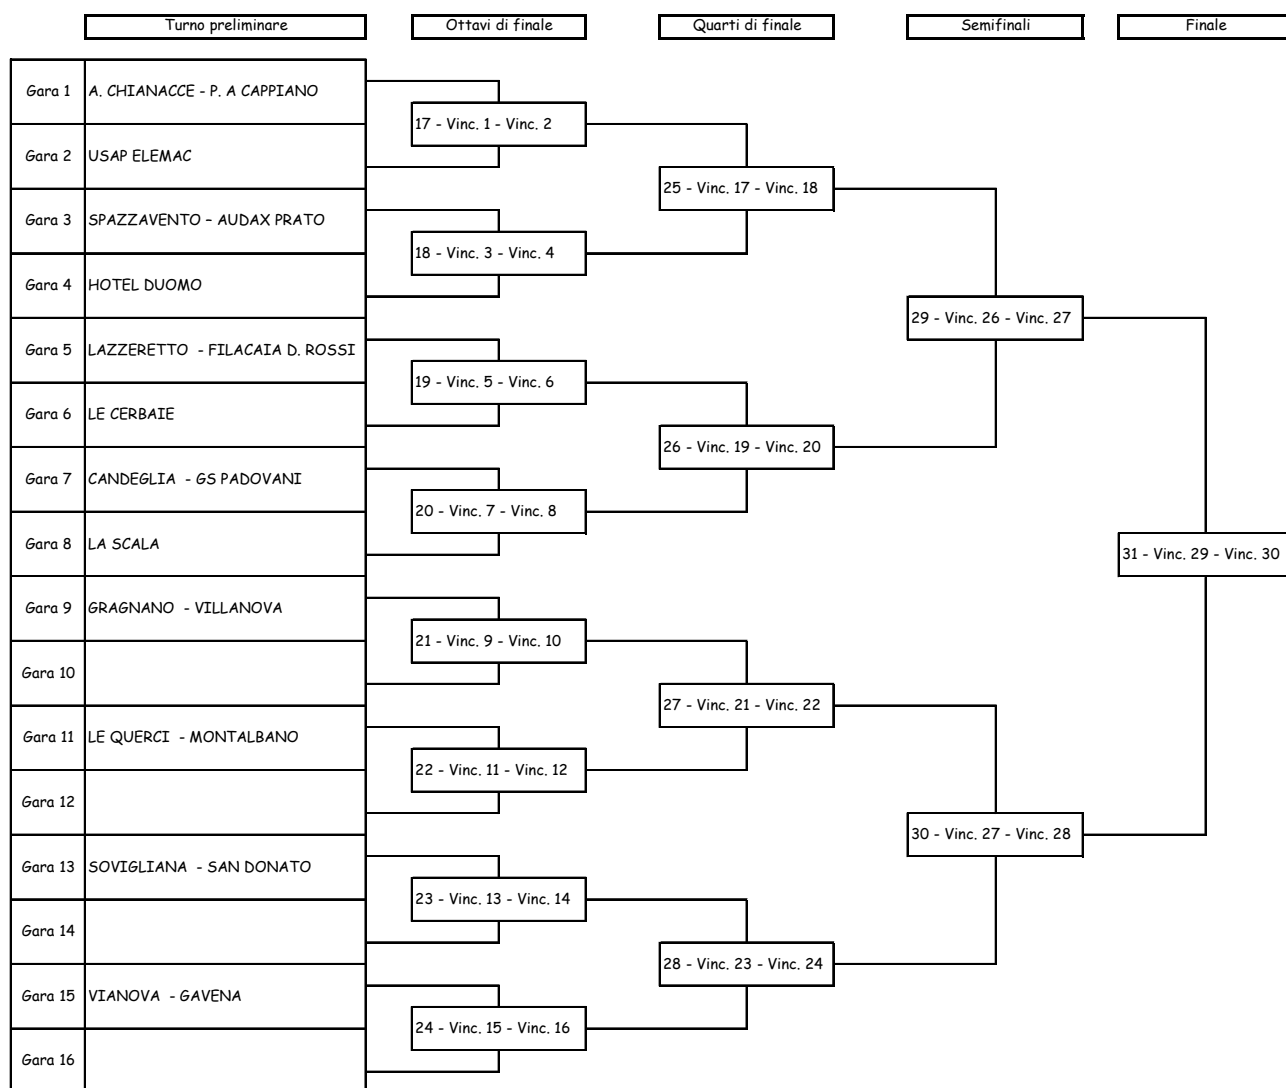 Turno preliminare
Ottavi di finale
Quarti di finale
Semifinali
Finale
Gara 1 A. CHIANACCE - P. A CAPPIANO
17 - Vinc. 1 - Vinc. 2
Gara 2 USAP ELEMAC
25 - Vinc. 17 - Vinc. 18
Gara 3 SPAZZAVENTO – AUDAX PRATO
18 - Vinc. 3 - Vinc. 4
Gara 4 HOTEL DUOMO
29 - Vinc. 26 - Vinc. 27
Gara 5 LAZZERETTO - FILACAIA D. ROSSI
19 - Vinc. 5 - Vinc. 6
Gara 6 LE CERBAIE
26 - Vinc. 19 - Vinc. 20
Gara 7 CANDEGLIA - GS PADOVANI
20 - Vinc. 7 - Vinc. 8
Gara 8 LA SCALA
31 - Vinc. 29 - Vinc. 30
Gara 9 GRAGNANO - VILLANOVA
21 - Vinc. 9 - Vinc. 10
Gara 10
27 - Vinc. 21 - Vinc. 22
Gara 11 LE QUERCI - MONTALBANO
22 - Vinc. 11 - Vinc. 12
Gara 12
30 - Vinc. 27 - Vinc. 28
Gara 13 SOVIGLIANA - SAN DONATO
23 - Vinc. 13 - Vinc. 14
Gara 14
28 - Vinc. 23 - Vinc. 24
Gara 15 VIANOVA - GAVENA
24 - Vinc. 15 - Vinc. 16
Gara 16